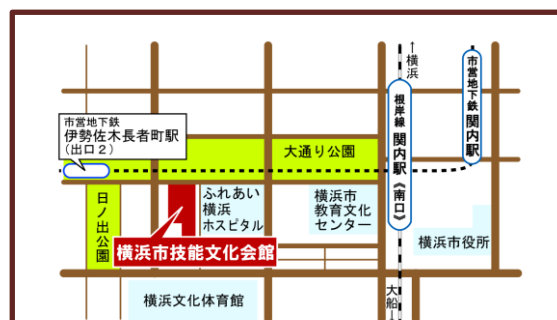 ↑横浜
市営地下鉄 関内駅
根岸線 関内駅《南口》
市営地下鉄
伊勢佐木長者町駅
(出口2)
大通り公園
日ノ出公園
ふれあい
横浜
ホスピタル
横浜市
教育文化
センター
横浜市役所
横浜市技能文化会館
横浜文化体育館
大船↓